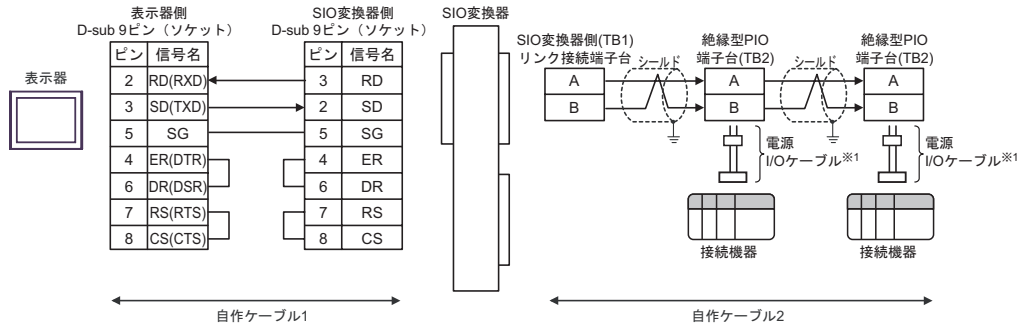 表示器
表示器側
D-sub 9ピン（ソケット）
ピン 信号名
2 RD(RXD)
3 SD(TXD)
5 SG
4 ER(DTR)
6 DR(DSR)
7 RS(RTS)
8 CS(CTS)
SIO変換器側
D-sub 9ピン（ソケット）
ピン 信号名
3 RD
2 SD
5 SG
4 ER
6 DR
7 RS
8 CS
自作ケーブル1
SIO変換器
SIO変換器側(TB1)
リンク接続端子台
A
B
シールド
絶縁型PIO
端子台(TB2)
A
B
シールド
絶縁型PIO
端子台(TB2)
A
B
電源
I/Oケーブル※1
電源
I/Oケーブル※1
接続機器
接続機器
自作ケーブル2